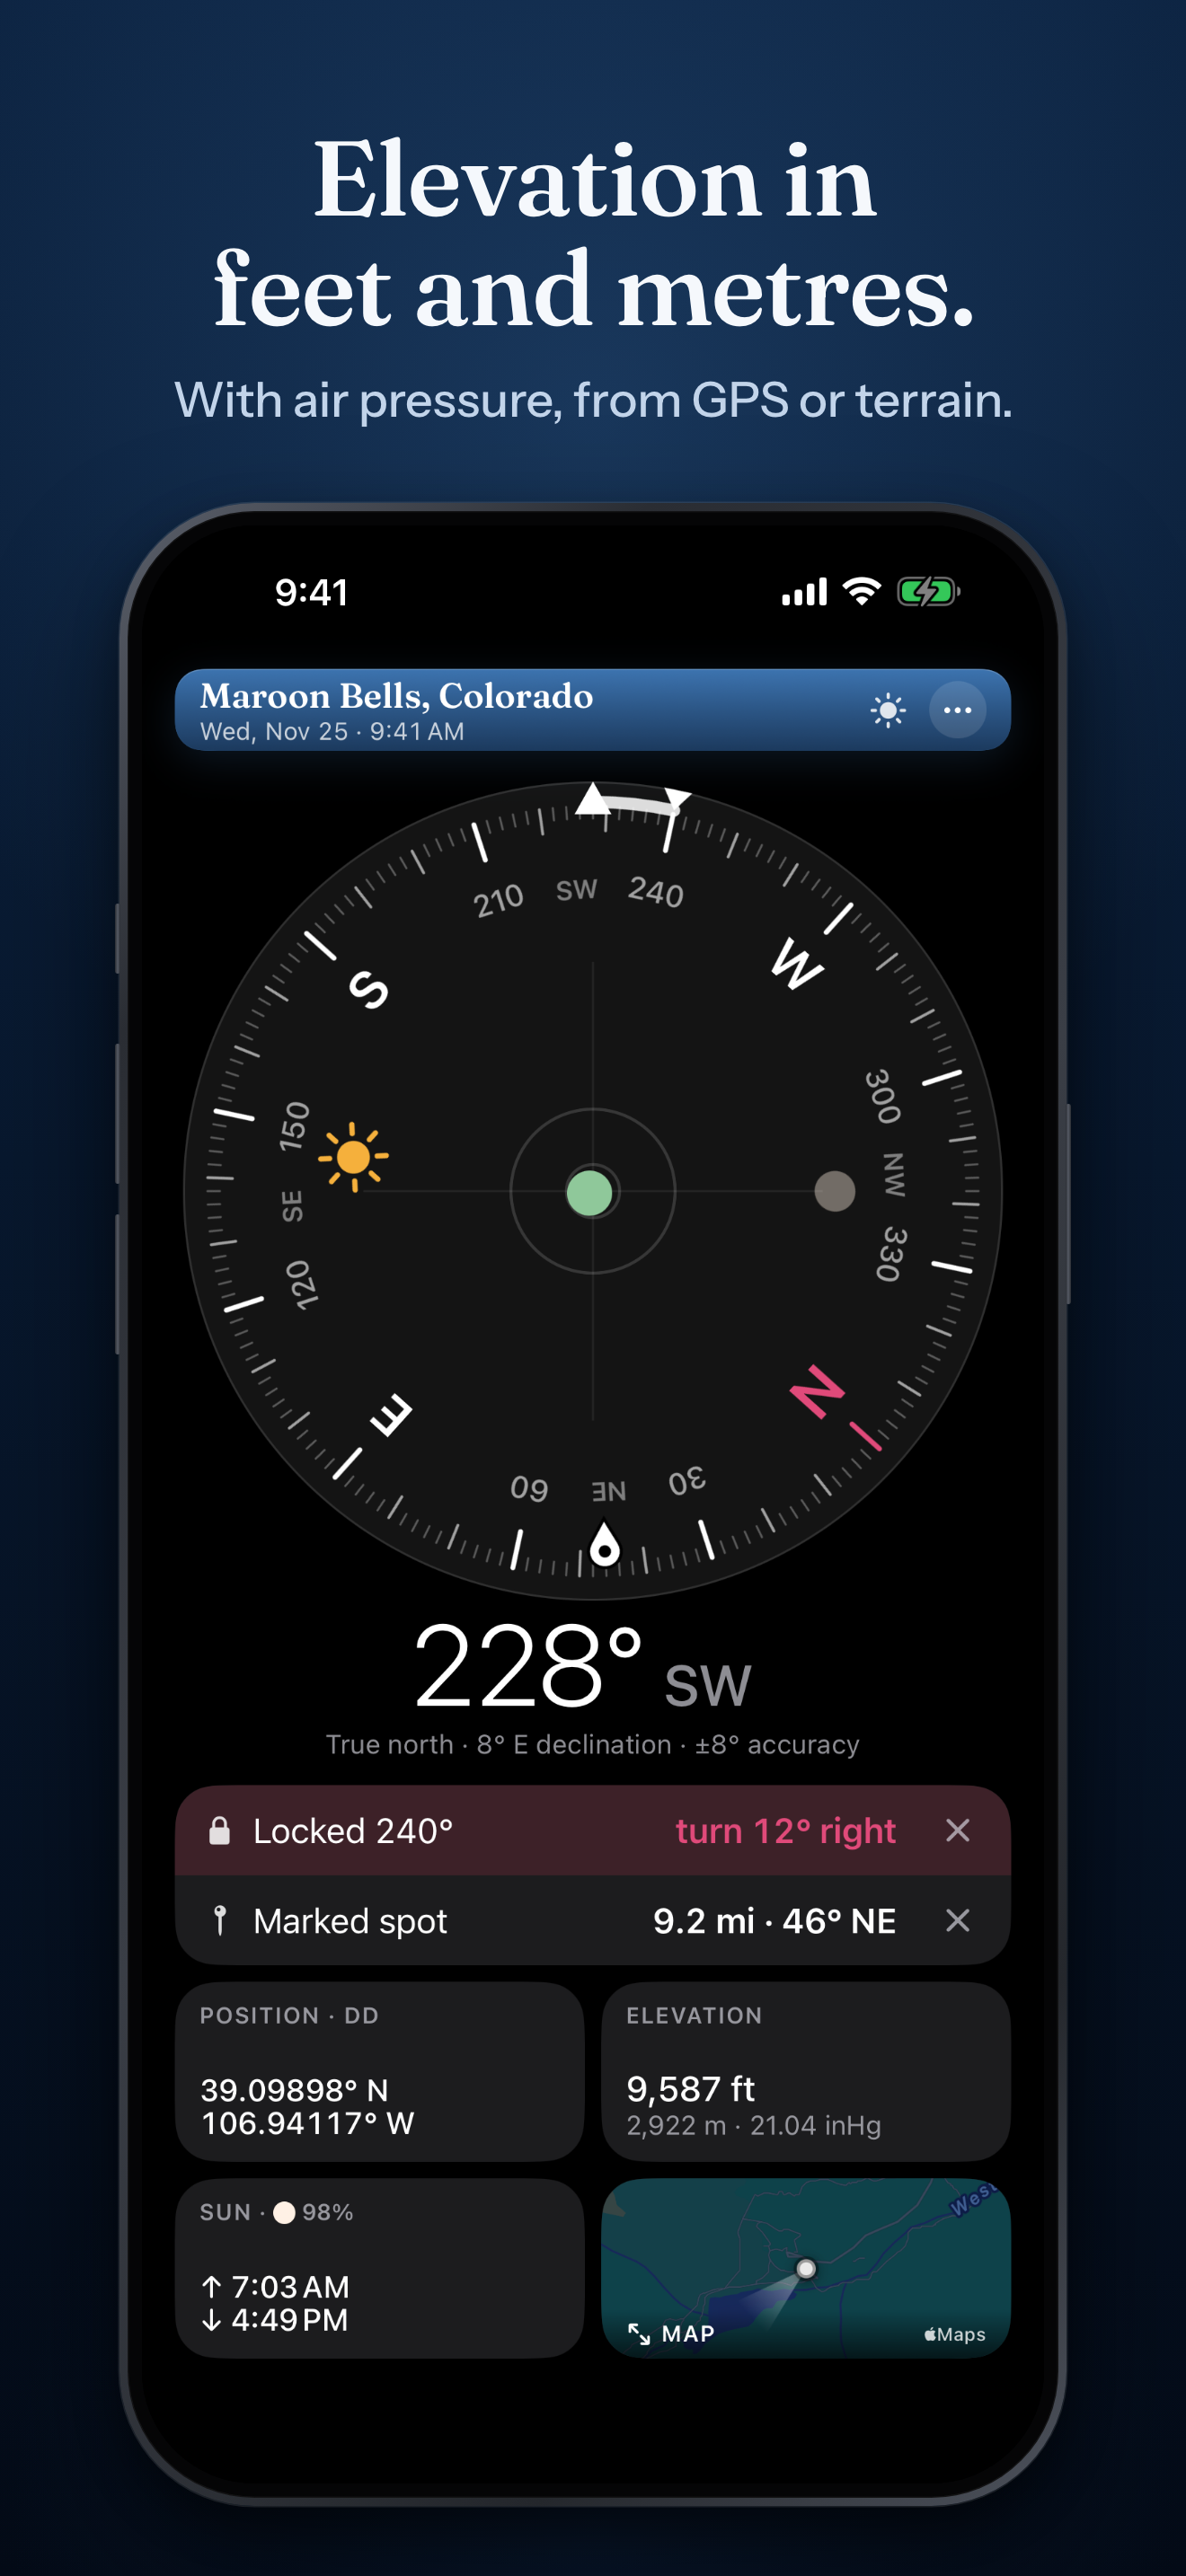 Elevation in
feet and metres.
With air pressure, from GPS or terrain.
9:41
Maroon Bells, Colorado
Wed, Nov 25 · 9:41 AM
210
SW
240
S
W
150
300
SE
NW
120
330
E
N
60
NE
30
228° SW
True north · 8° E declination · ±8° accuracy
Locked 240°
turn 12° right
Marked spot
9.2 mi · 46° NE
POSITION · DD
39.09898° N
106.94117° W
ELEVATION
9,587 ft
2,922 m · 21.04 inHg
SUN · 98%
↑ 7:03 AM
↓ 4:49 PM
West
MAP
Maps